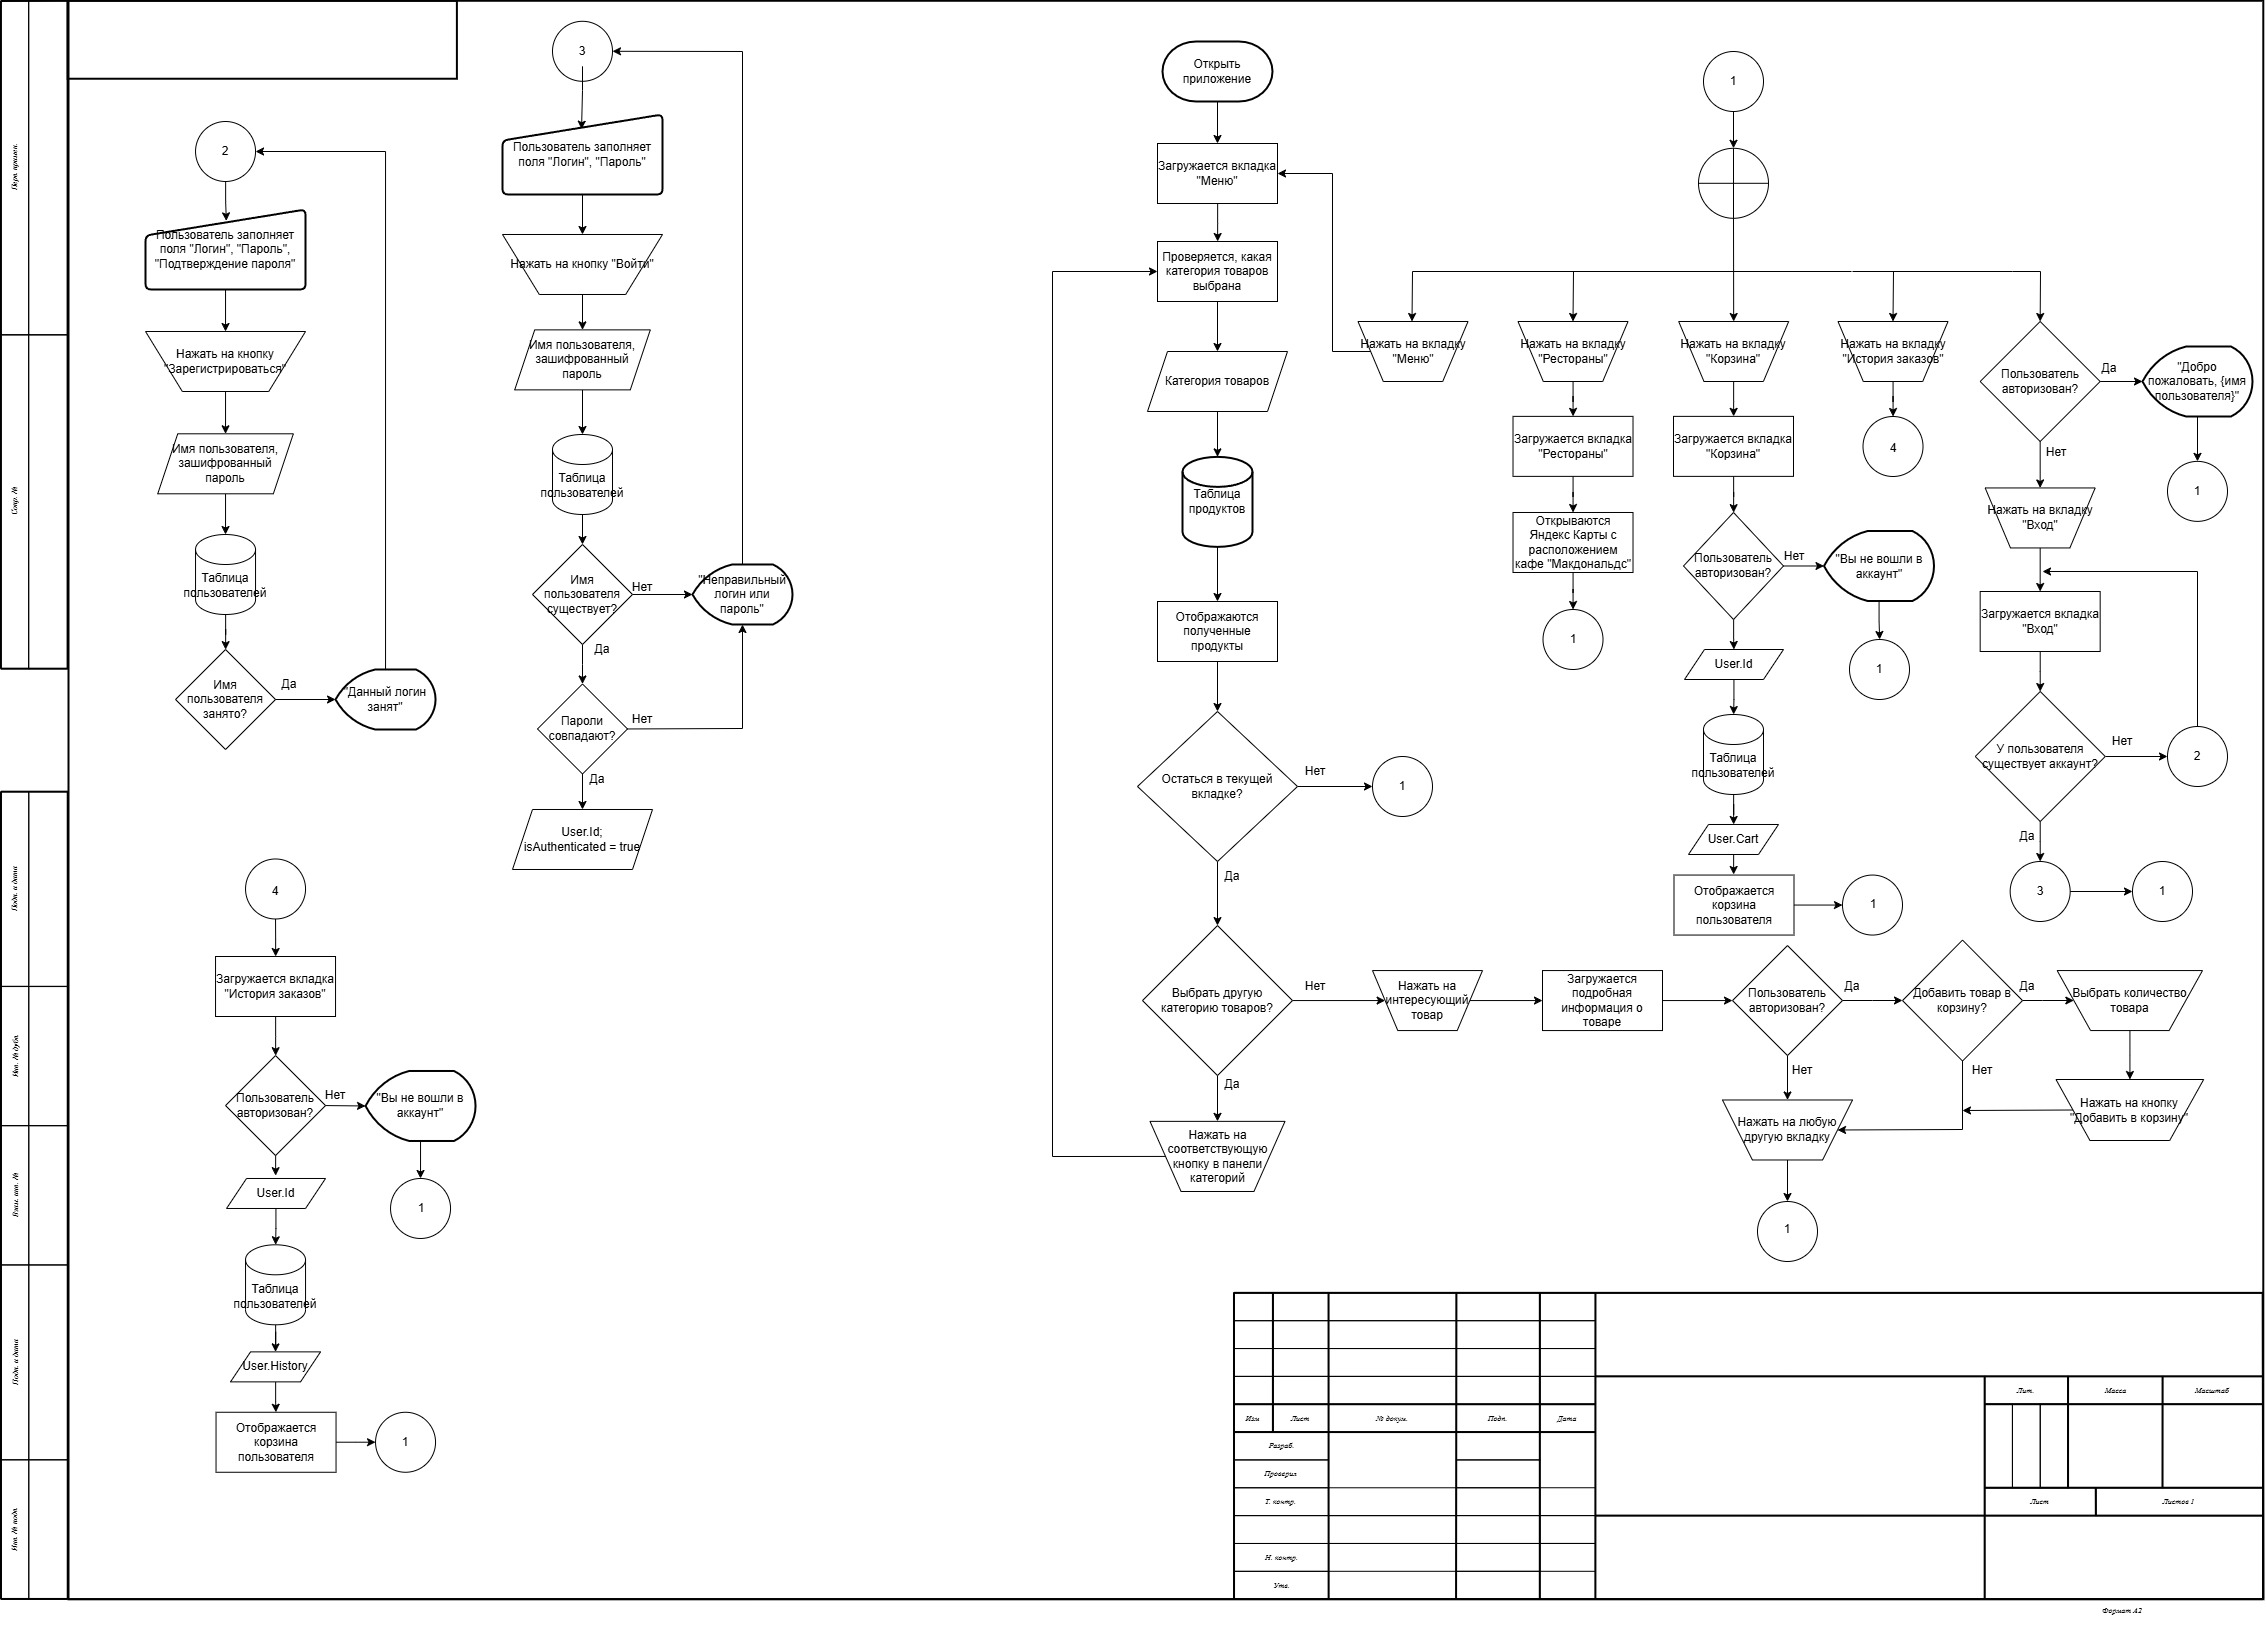 Перв. примен.
Справ. №
Подп. и дата
Инв. № дубл.
Взам. инв. №
Подп. и дата
Инв. № подл.
2
Пользователь заполняет
поля "Логин", "Пароль",
"Подтверждение пароля"
Нажать на кнопку
"Зарегистрироваться"
Имя пользователя,
зашифрованный
пароль
Таблица
пользователей
Имя
пользователя
занято?
Да
"Данный логин
занят"
3
Пользователь заполняет
поля "Логин", "Пароль"
Нажать на кнопку "Войти"
Имя пользователя,
зашифрованный
пароль
Таблица
пользователей
Имя
пользователя
существует?
Нет
"Неправильный
логин или
пароль"
Да
Пароли
совпадают?
Нет
Да
User.Id;
isAuthenticated = true
4
Загружается вкладка
"История заказов"
Пользователь
авторизован?
Нет
"Вы не вошли в
аккаунт"
1
User.Id
Таблица
пользователей
User.History
Отображается
корзина
пользователя
1
Открыть
приложение
Загружается вкладка
"Меню"
Проверяется, какая
категория товаров
выбрана
Категория товаров
Таблица
продуктов
Отображаются
полученные
продукты
Остаться в текущей
вкладке?
Нет
1
Да
Выбрать другую
категорию товаров?
Нет
Да
Нажать на
соответствующую
кнопку в панели
категорий
Нажать на
интересующий
товар
Загружается
подробная
информация о
товаре
Пользователь
авторизован?
Да
Нет
Добавить товар в
корзину?
Да
Нет
Выбрать количество
товара
Нажать на кнопку
"Добавить в корзину"
Нажать на любую
другую вкладку
1
1
Нажать на вкладку
"Меню"
Нажать на вкладку
"Рестораны"
Загружается вкладка
"Рестораны"
Открываются
Яндекс Карты с
расположением
кафе "Макдональдс"
1
Нажать на вкладку
"Корзина"
Загружается вкладка
"Корзина"
Пользователь
авторизован?
Нет
"Вы не вошли в
аккаунт"
1
User.Id
Таблица
пользователей
User.Cart
Отображается
корзина
пользователя
1
Нажать на вкладку
"История заказов"
4
Пользователь
авторизован?
Да
"Добро
пожаловать, {имя
пользователя}"
1
Нет
Нажать на вкладку
"Вход"
Загружается вкладка
"Вход"
У пользователя
существует аккаунт?
Нет
2
Да
3
1
Изм
Лист
№ докум.
Подп.
Дата
Разраб.
Проверил
Т. контр.
Н. контр.
Утв.
Лит.
Масса
Масштаб
Лист
Листов 1
Формат А2